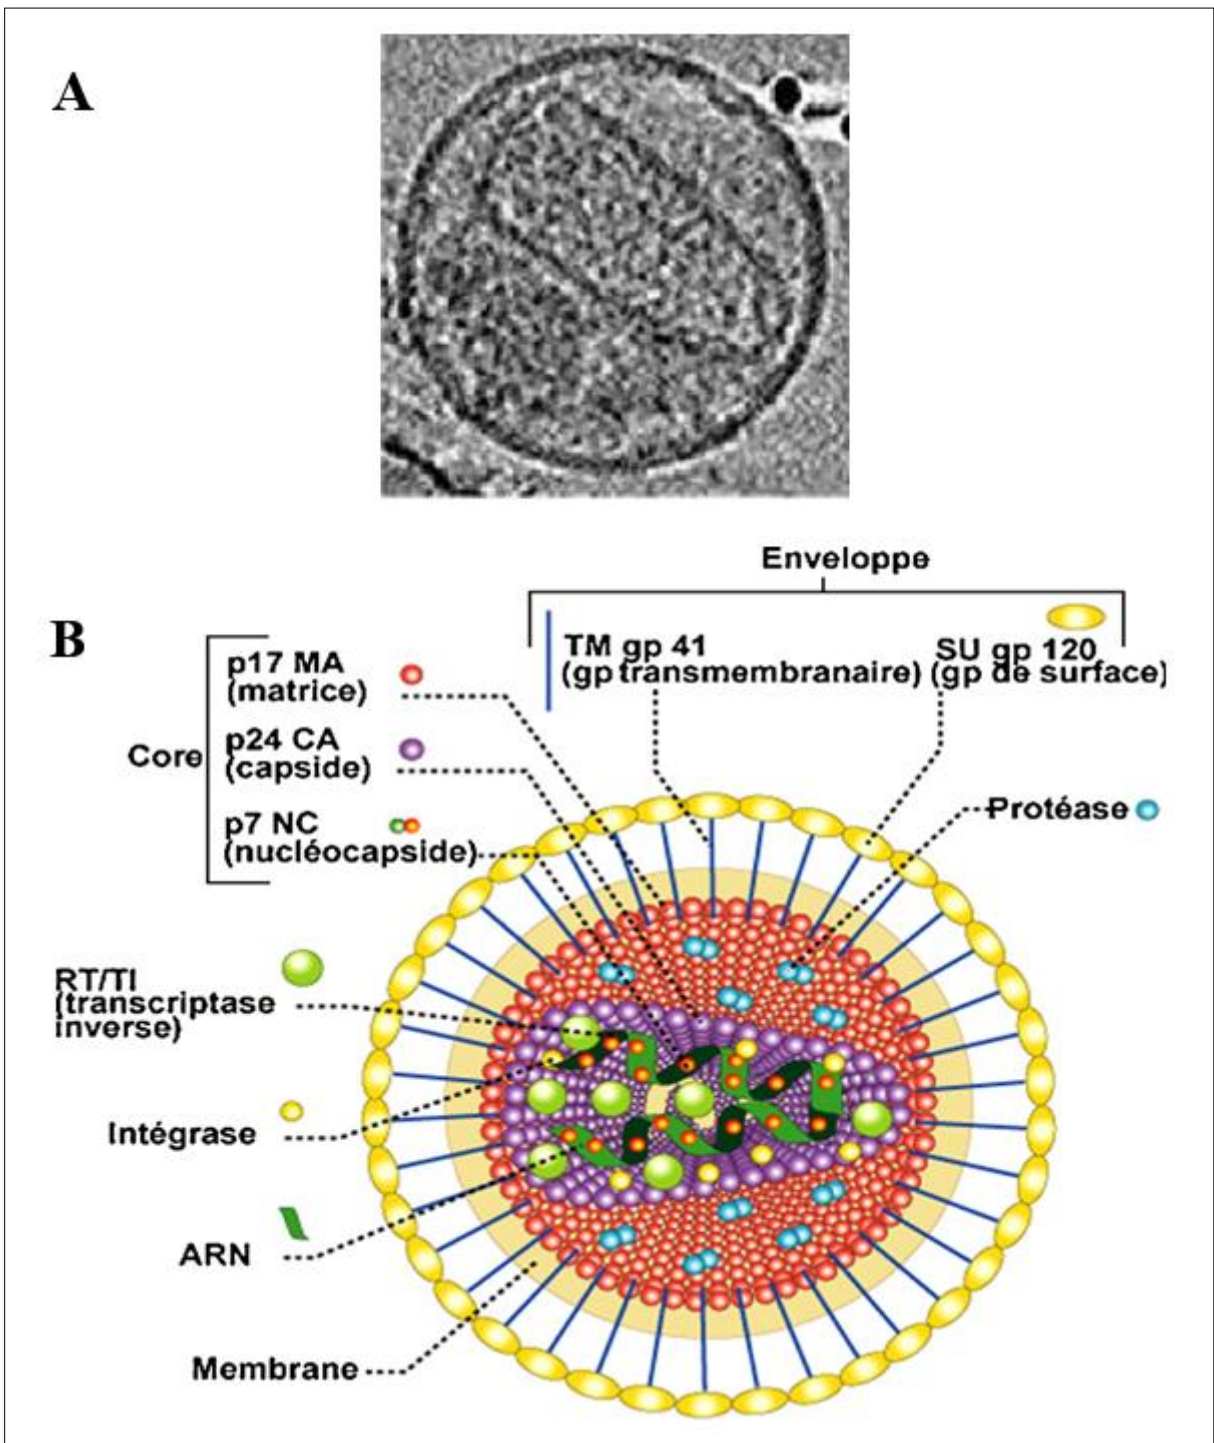 A
Enveloppe
B
TM gp 41
(gp transmembranaire)
SU gp 120
(gp de surface)
p17 MA
(matrice)
Core
p24 CA
(capside)
p7 NC
(nucléocapside)
Protéase
RT/TI
(transcriptase
inverse)
Intégrase
ARN
Membrane